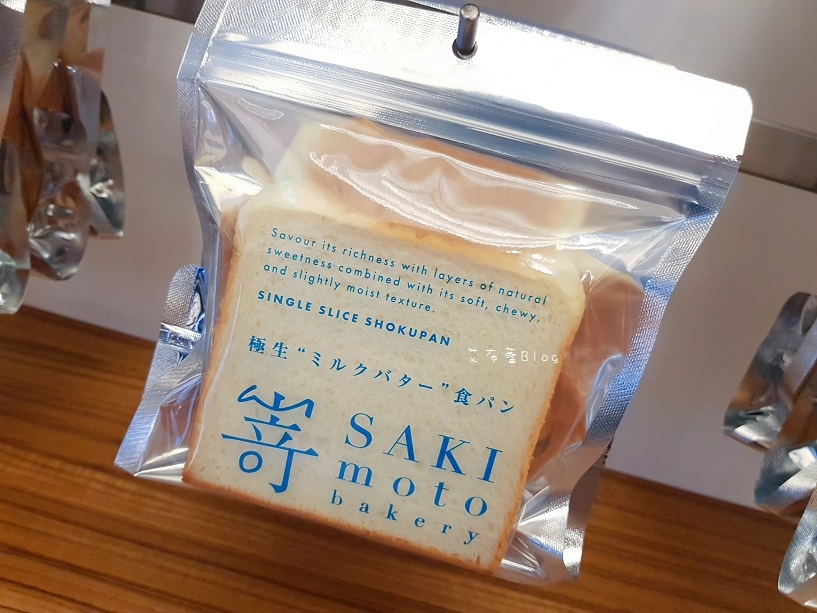 Savour its richness with layers of natural
sweetness combined with its soft, chewy,
and slightly moist texture.
SINGLE SLICE SHOKUPAN
艾布蕾Blog
極生“ミルクバター”食パン
嵜
SAKI
moto
bakery